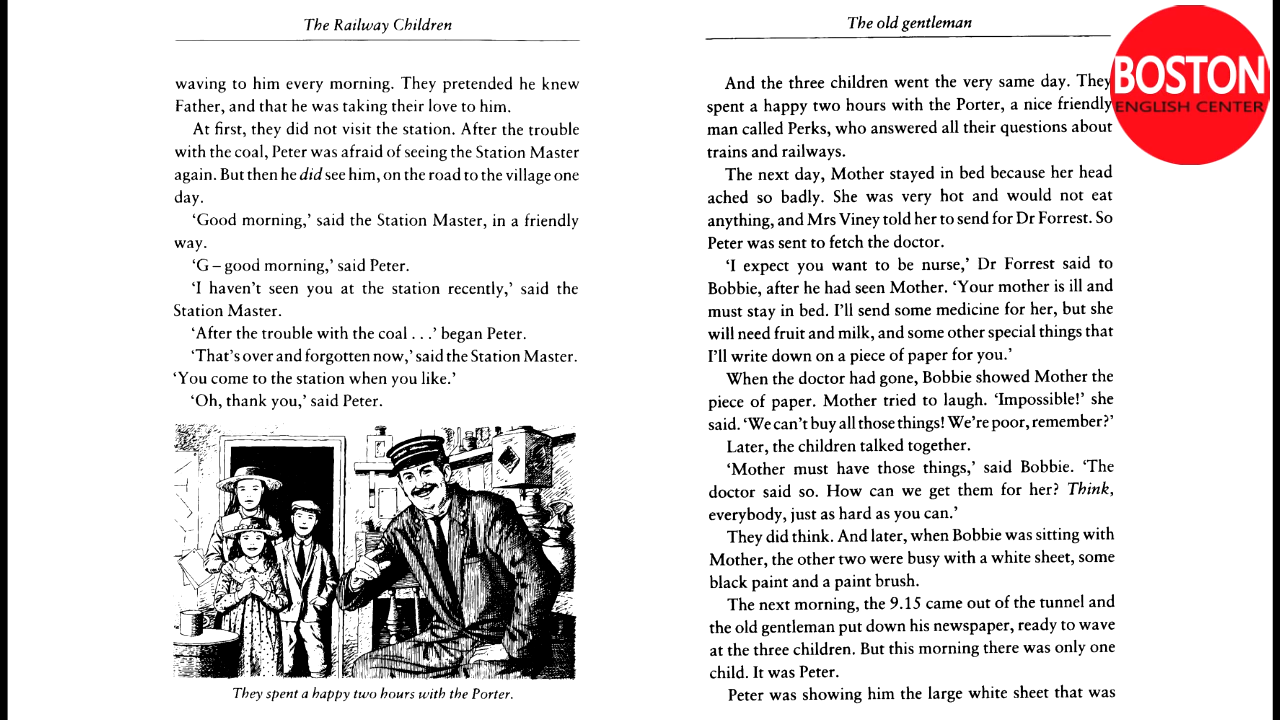 The Railway Children
waving to him every morning. They pretended he knew
Father, and that he was taking their love to him.
At first, they did not visit the station. After the trouble
with the coal, Peter was afraid of seeing the Station Master
again. But then he did see him, on the road to the village one
day.
‘Good morning,’ said the Station Master, in a friendly
way.
‘G – good morning,’ said Peter.
‘I haven't seen you at the station recently,’ said the
Station Master.
‘After the trouble with the coal . . .’ began Peter.
‘That's over and forgotten now,’ said the Station Master.
‘You come to the station when you like.’
‘Oh, thank you,’ said Peter.
They spent a happy two hours with the Porter.
The old gentleman
And the three children went the very same day. They
spent a happy two hours with the Porter, a nice friendly
man called Perks, who answered all their questions about
trains and railways.
The next day, Mother stayed in bed because her head
ached so badly. She was very hot and would not eat
anything, and Mrs Viney told her to send for Dr Forrest. So
Peter was sent to fetch the doctor.
‘I expect you want to be nurse,’ Dr Forrest said to
Bobbie, after he had seen Mother. ‘Your mother is ill and
must stay in bed. I'll send some medicine for her, but she
will need fruit and milk, and some other special things that
I'll write down on a piece of paper for you.’
When the doctor had gone, Bobbie showed Mother the
piece of paper. Mother tried to laugh. ‘Impossible!’ she
said. ‘We can't buy all those things! We're poor, remember?’
Later, the children talked together.
‘Mother must have those things,’ said Bobbie. ‘The
doctor said so. How can we get them for her? Think,
everybody, just as hard as you can.’
They did think. And later, when Bobbie was sitting with
Mother, the other two were busy with a white sheet, some
black paint and a paint brush.
The next morning, the 9.15 came out of the tunnel and
the old gentleman put down his newspaper, ready to wave
at the three children. But this morning there was only one
child. It was Peter.
Peter was showing him the large white sheet that was
BOSTON
ENGLISH CENTER